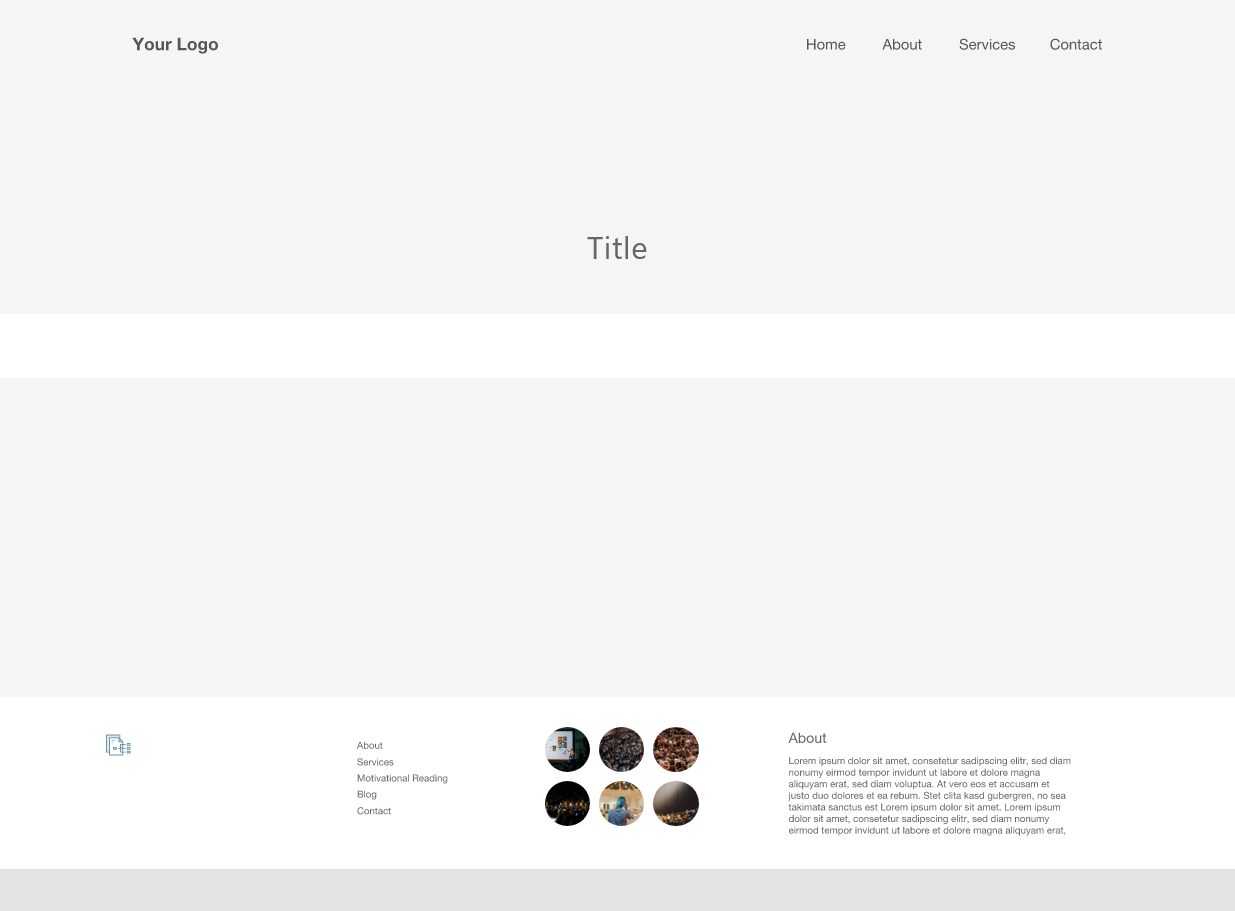 Your Logo
Home
About
Services
Contact
Title
About
Services
Motivational Reading
Blog
Contact
About
Lorem ipsum dolor sit amet, consetetur sadipscing elitr, sed diam
nonumy eirmod tempor invidunt ut labore et dolore magna
aliquyam erat, sed diam voluptua. At vero eos et accusam et
justo duo dolores et ea rebum. Stet clita kasd gubergren, no sea
takimata sanctus est Lorem ipsum dolor sit amet. Lorem ipsum
dolor sit amet, consetetur sadipscing elitr, sed diam nonumy
eirmod tempor invidunt ut labore et dolore magna aliquyam erat,